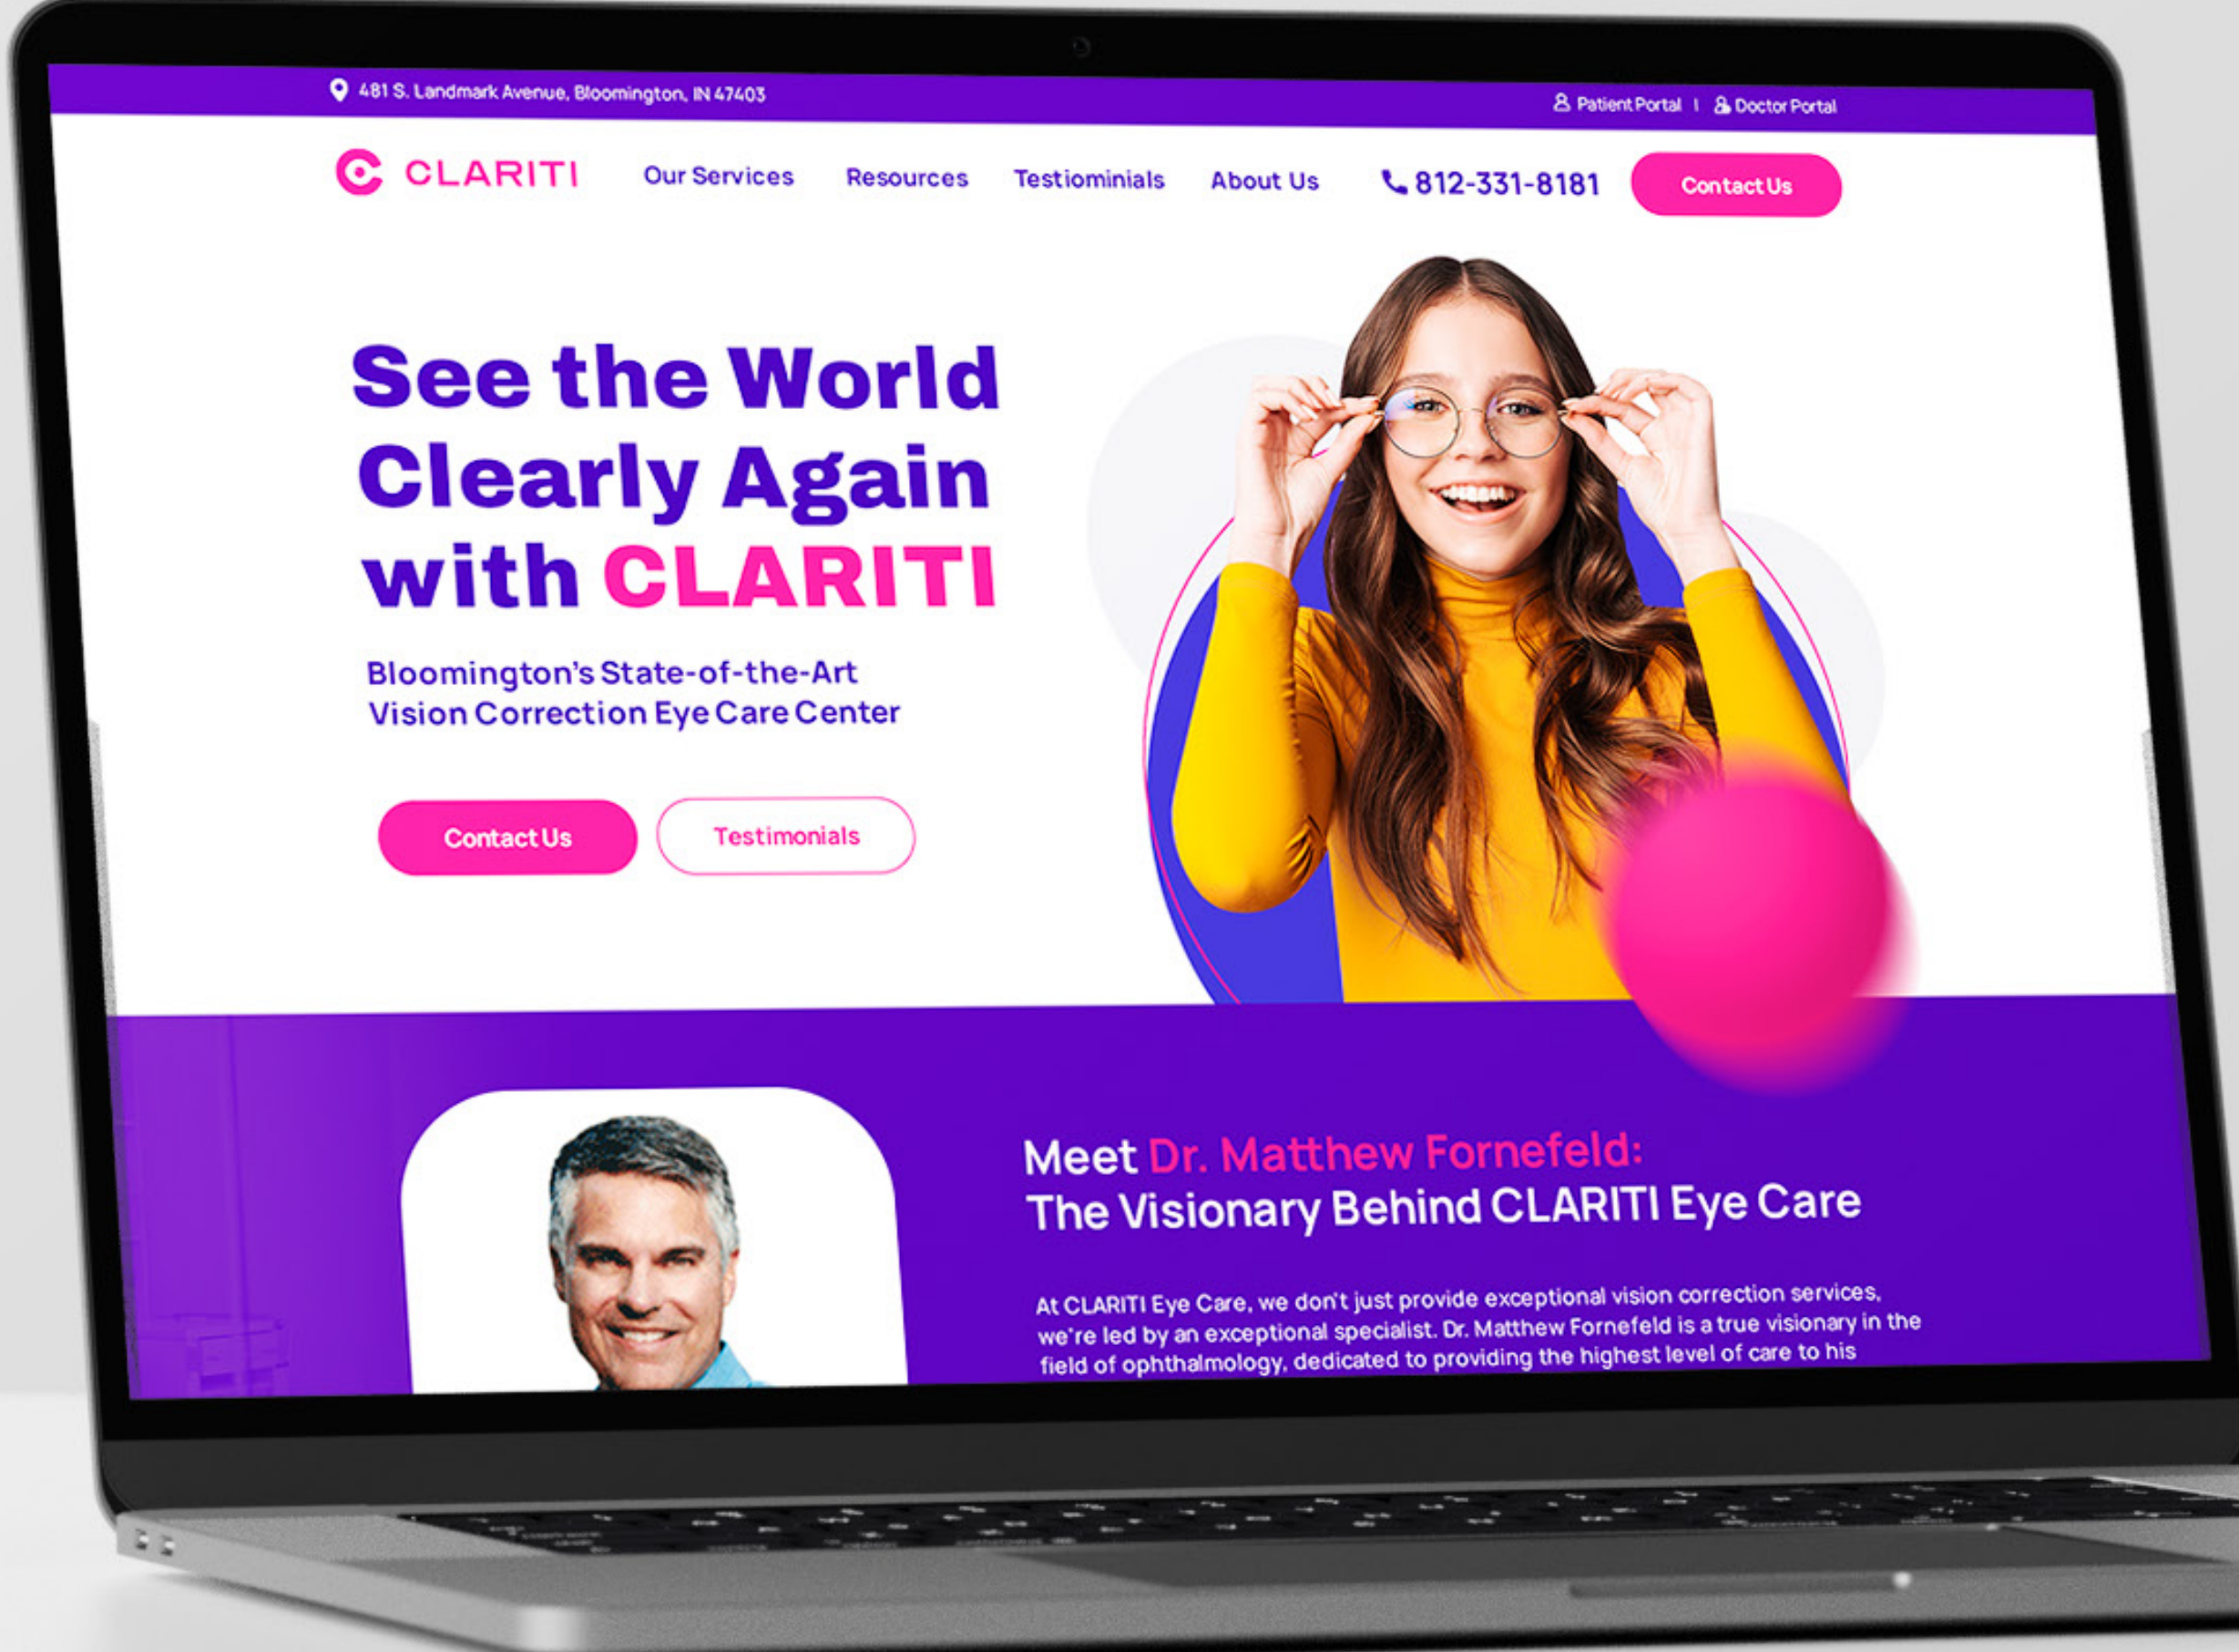 481 S. Landmark Avenue, Bloomington, IN 47403
Patient Portal | Doctor Portal
CLARITI
Our Services
Resources
Testiominials
About Us
812-331-8181
Contact Us
See the World
Clearly Again
with CLARITI
Bloomington's State-of-the-Art
Vision Correction Eye Care Center
Contact Us
Testimonials
Meet Dr. Matthew Fornefeld:
The Visionary Behind CLARITI Eye Care
At CLARITI Eye Care, we don't just provide exceptional vision correction services,
we're led by an exceptional specialist. Dr. Matthew Fornefeld is a true visionary in the
field of ophthalmology, dedicated to providing the highest level of care to his